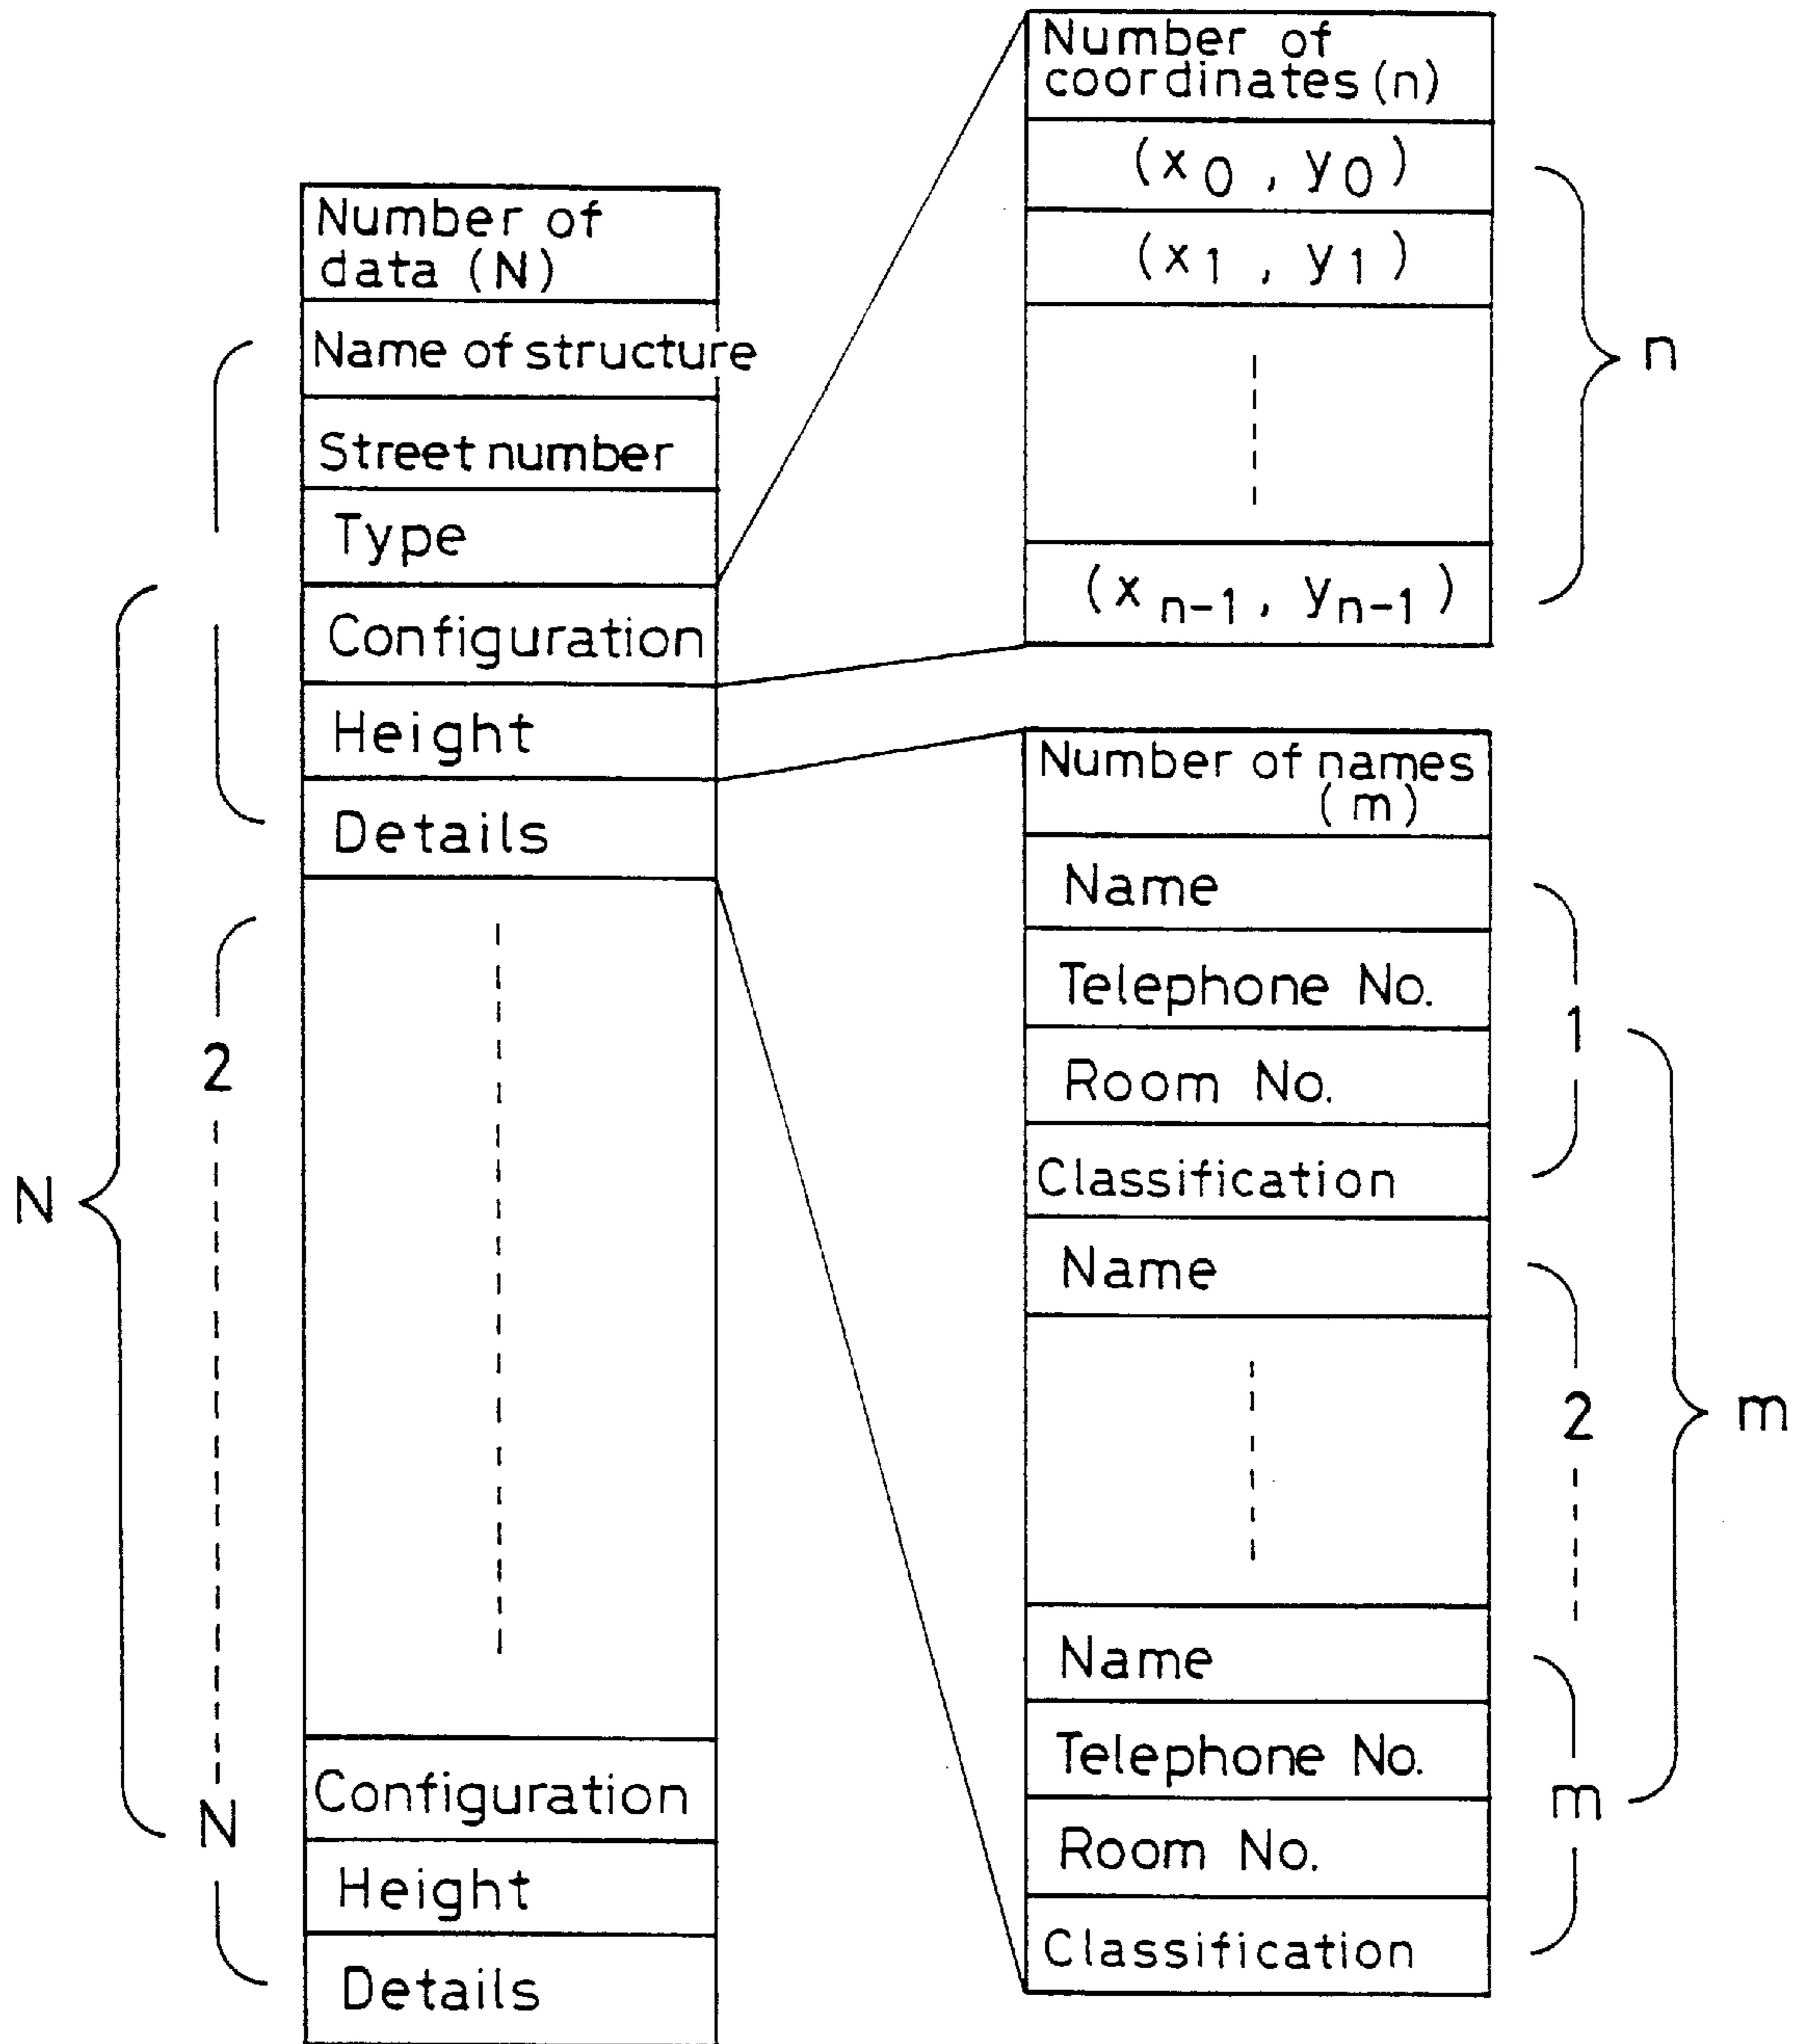 Number of
data (N)
Name of structure
Street number
Type
Configuration
Height
Details
Configuration
Height
Details
2
N
N
Number of
coordinates (n)
(x0, y0)
(x1, y1)
(xn-1, yn-1)
n
Number of names
(m)
Name
Telephone No.
Room No.
Classification
Name
Name
Telephone No.
Room No.
Classification
1
2
m
m